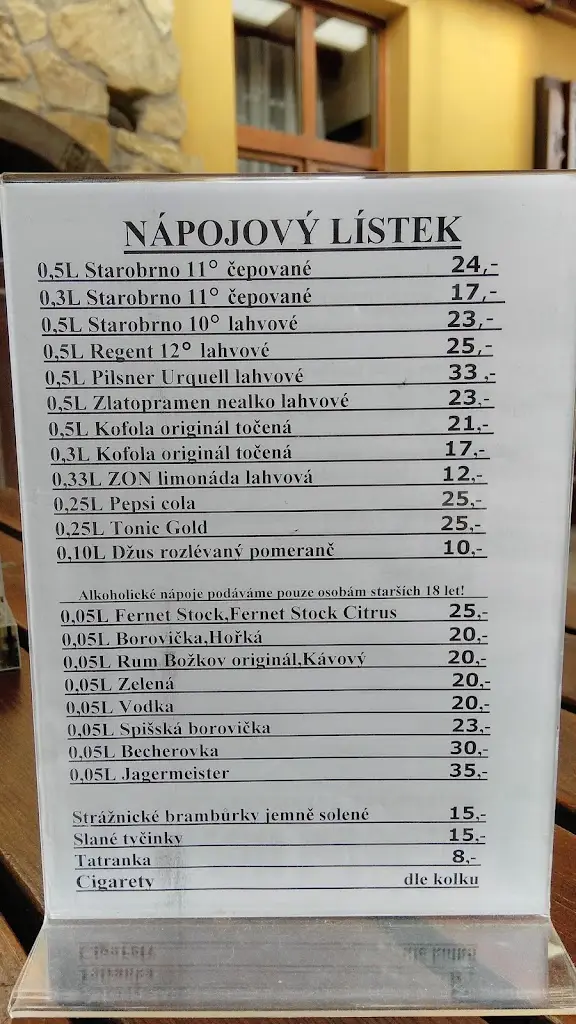 NÁPOJOVÝ LÍSTEK
0,5L Starobrno 11° čepované 24,-
0,3L Starobrno 11° čepované 17,-
0,5L Starobrno 10° lahvové 23,-
0,5L Regent 12° lahvové 25,-
0,5L Pilsner Urquell lahvové 33,-
0,5L Zlatopramen nealko lahvové 23,-
0,5L Kofola originál točená 21,-
0,3L Kofola originál točená 17,-
0,33L ZON limonáda lahvová 12,-
0,25L Pepsi cola 25,-
0,25L Tonic Gold 25,-
0,10L Džus rozlévaný pomeranč 10,-
Alkoholické nápoje podáváme pouze osobám starších 18 let!
0,05L Fernet Stock,Fernet Stock Citrus 25,-
0,05L Borovička,Hořká 20,-
0,05L Rum Božkov originál,Kávový 20,-
0,05L Zelená 20,-
0,05L Vodka 20,-
0,05L Spišská borovička 23,-
0,05L Becherovka 30,-
0,05L Jagermeister 35,-
Strážnické brambůrky jemně solené 15,-
Slané tyčinky 15,-
Tatranka 8,-
Cigarety dle kolku